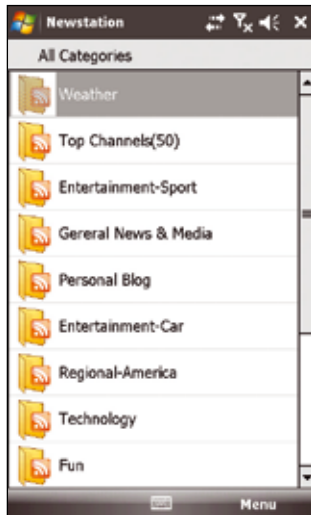 Newstation
All Categories
Weather
Top Channels(50)
Entertainment-Sport
Gereral News & Media
Personal Blog
Entertainment-Car
Regional-America
Technology
Fun
Menu